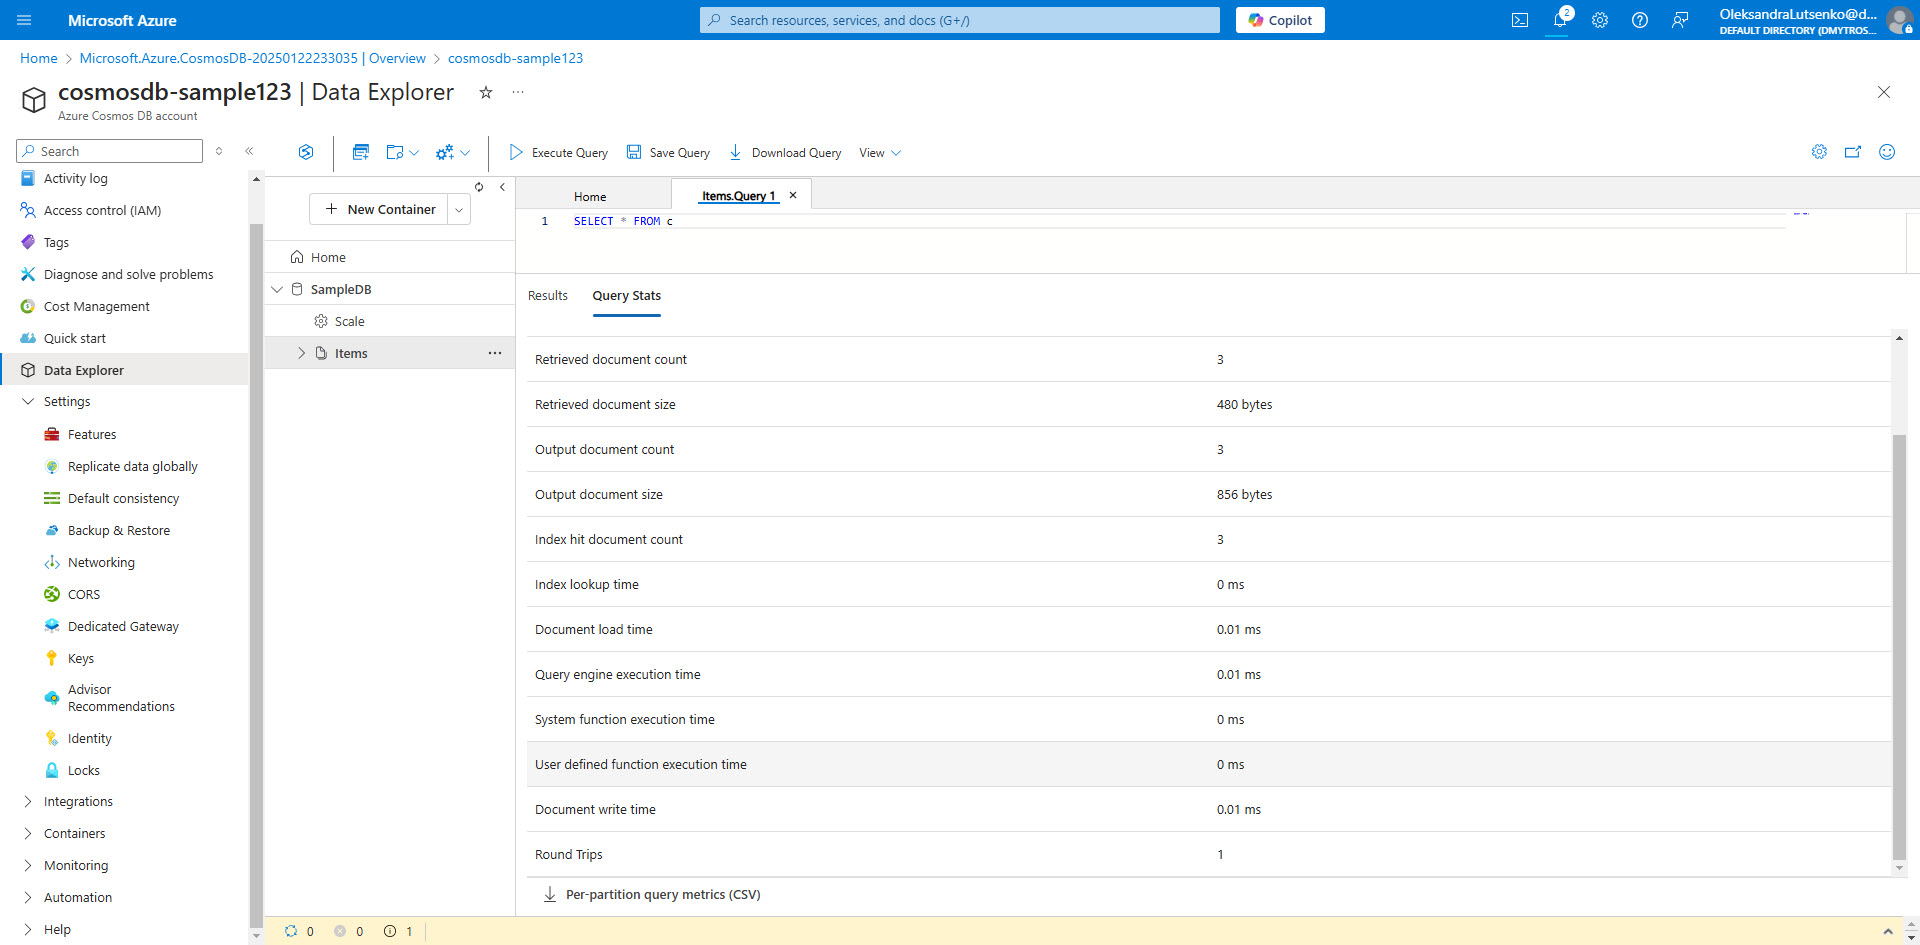 Microsoft Azure
Search resources, services, and docs (G+/)
Copilot
2
OleksandraLutsenko@d...
DEFAULT DIRECTORY (DMYTROS...
Home > Microsoft.Azure.CosmosDB-20250122233035 | Overview > cosmosdb-sample123
cosmosdb-sample123 | Data Explorer
Azure Cosmos DB account
Search
Activity log
Access control (IAM)
Tags
Diagnose and solve problems
Cost Management
Quick start
Data Explorer
Settings
Features
Replicate data globally
Default consistency
Backup & Restore
Networking
CORS
Dedicated Gateway
Keys
Advisor
Recommendations
Identity
Locks
Integrations
Containers
Monitoring
Automation
Help
Execute Query
Save Query
Download Query
View
New Container
Home
SampleDB
Scale
Items
Home
Items.Query 1
1 SELECT * FROM c
Results
Query Stats
Retrieved document count 3
Retrieved document size 480 bytes
Output document count 3
Output document size 856 bytes
Index hit document count 3
Index lookup time 0 ms
Document load time 0.01 ms
Query engine execution time 0.01 ms
System function execution time 0 ms
User defined function execution time 0 ms
Document write time 0.01 ms
Round Trips 1
Per-partition query metrics (CSV)
0 0 1